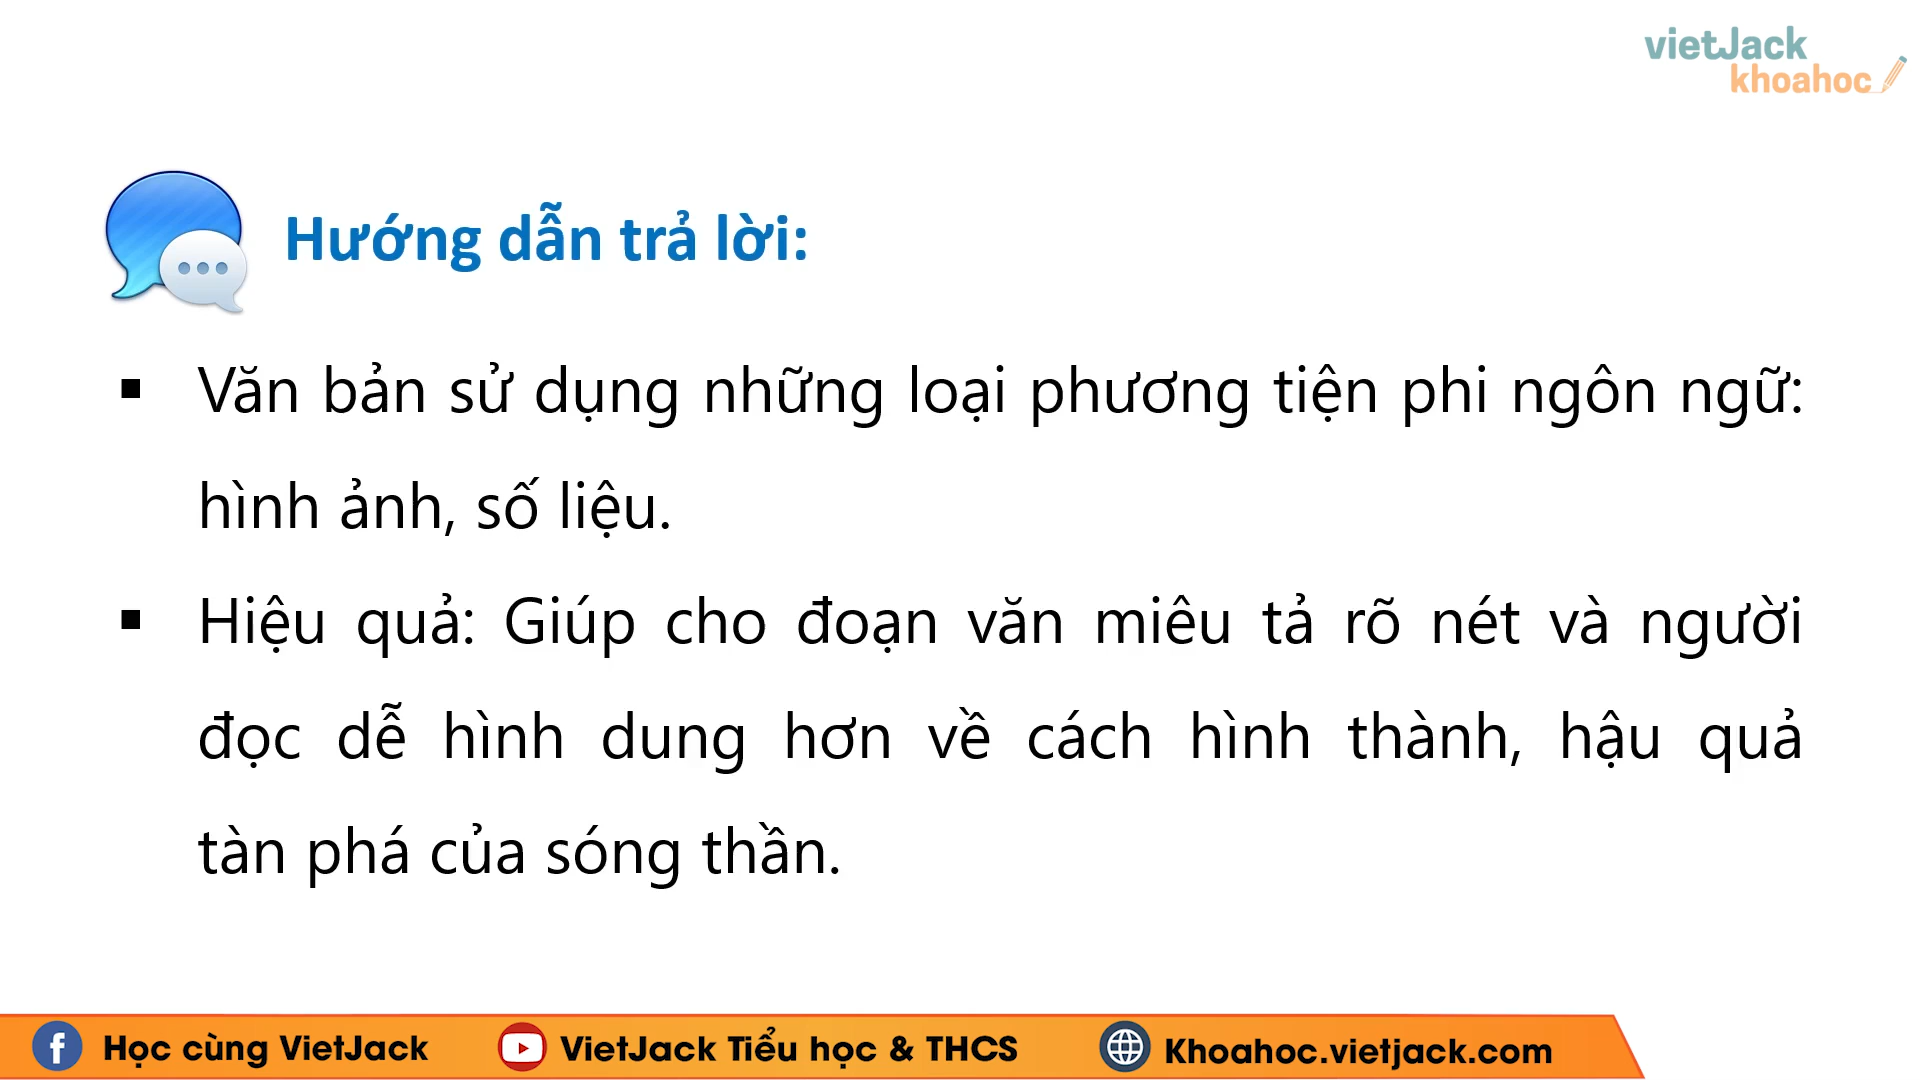 vietJack
khoahoc
Hướng dẫn trả lời:
▪ Văn bản sử dụng những loại phương tiện phi ngôn ngữ:
hình ảnh, số liệu.
▪ Hiệu quả: Giúp cho đoạn văn miêu tả rõ nét và người
đọc dễ hình dung hơn về cách hình thành, hậu quả
tàn phá của sóng thần.
Học cùng VietJack VietJack Tiểu học & THCS Khoahoc.vietjack.com